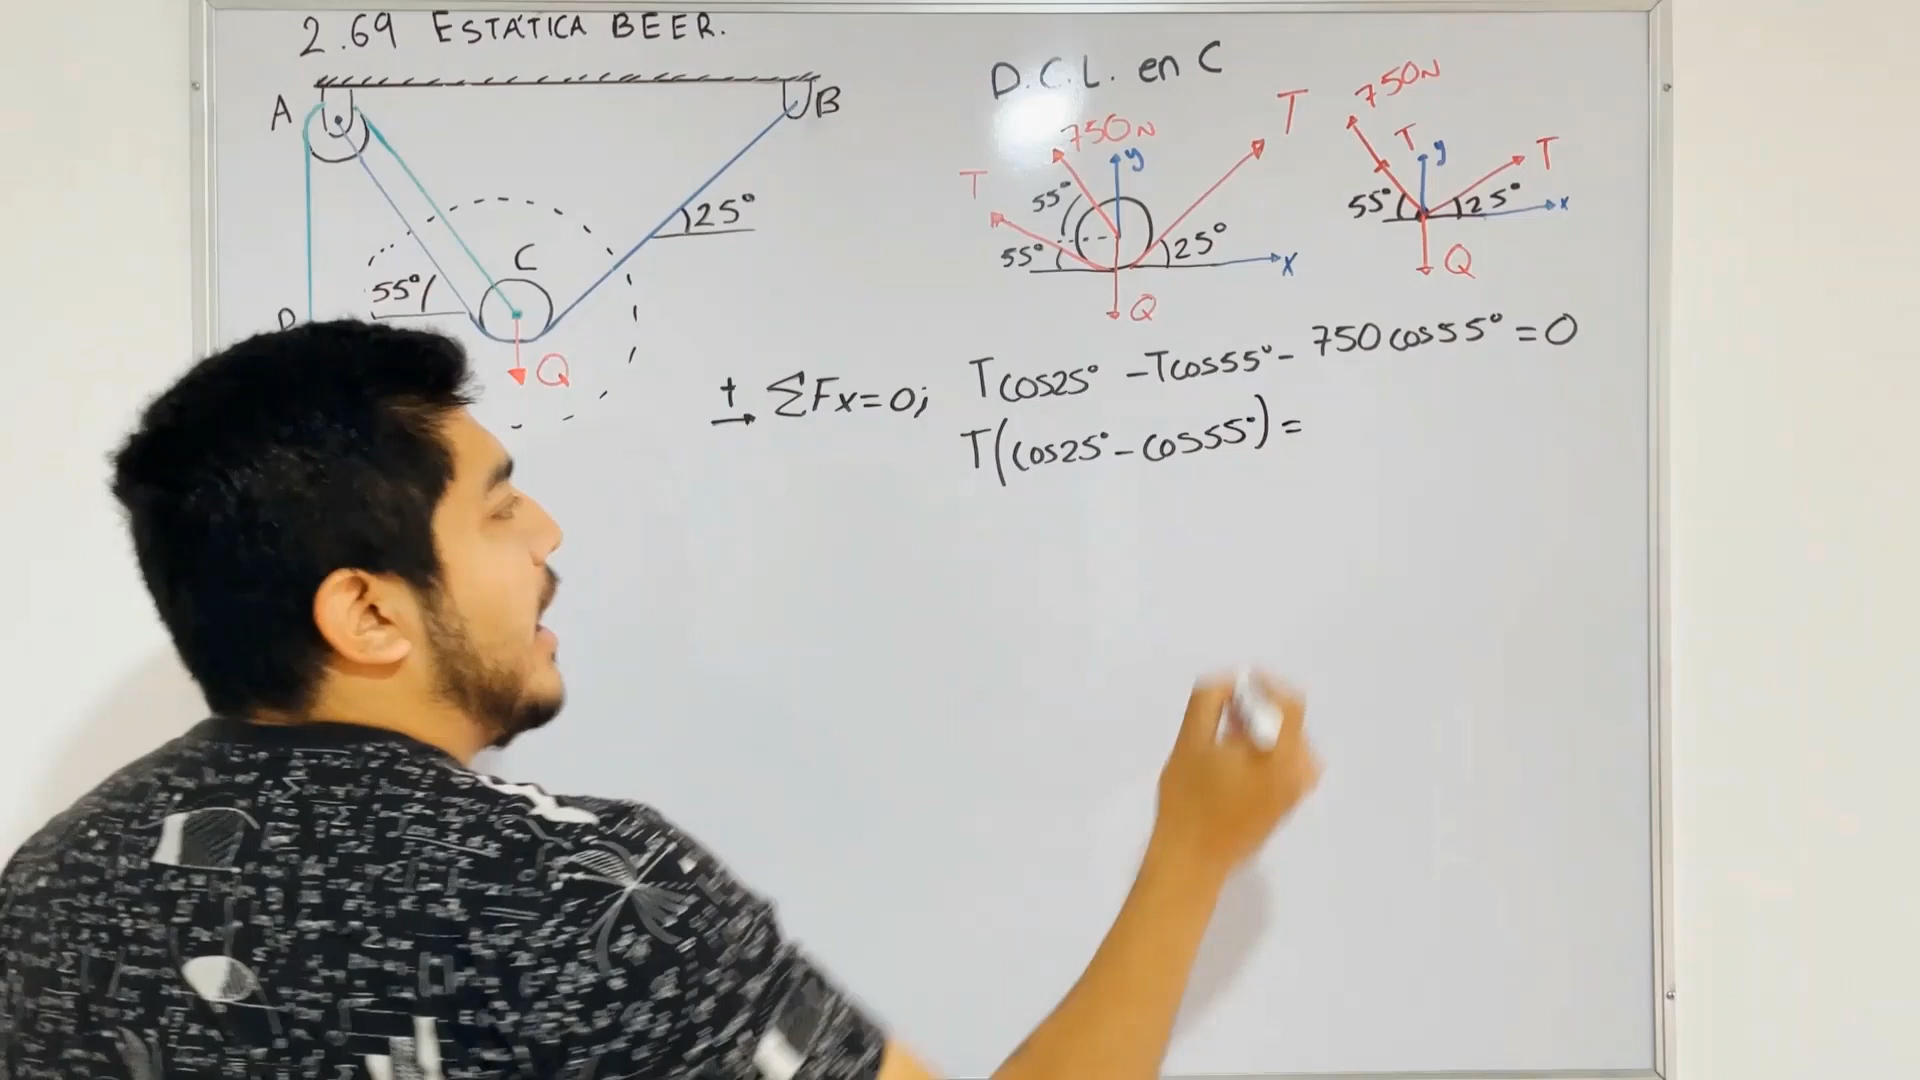 2.69 ESTÁTICA BEER.
A
B
25°
C
55°
P
Q
D.C.L. en C
750N
T
T
y
55°
55°
25°
x
Q
750N
T
y
T
55°
25°
x
Q
+ ΣFx=0; Tcos25° -Tcos55°- 750cos55°=0
T(cos25°-cos55°)=